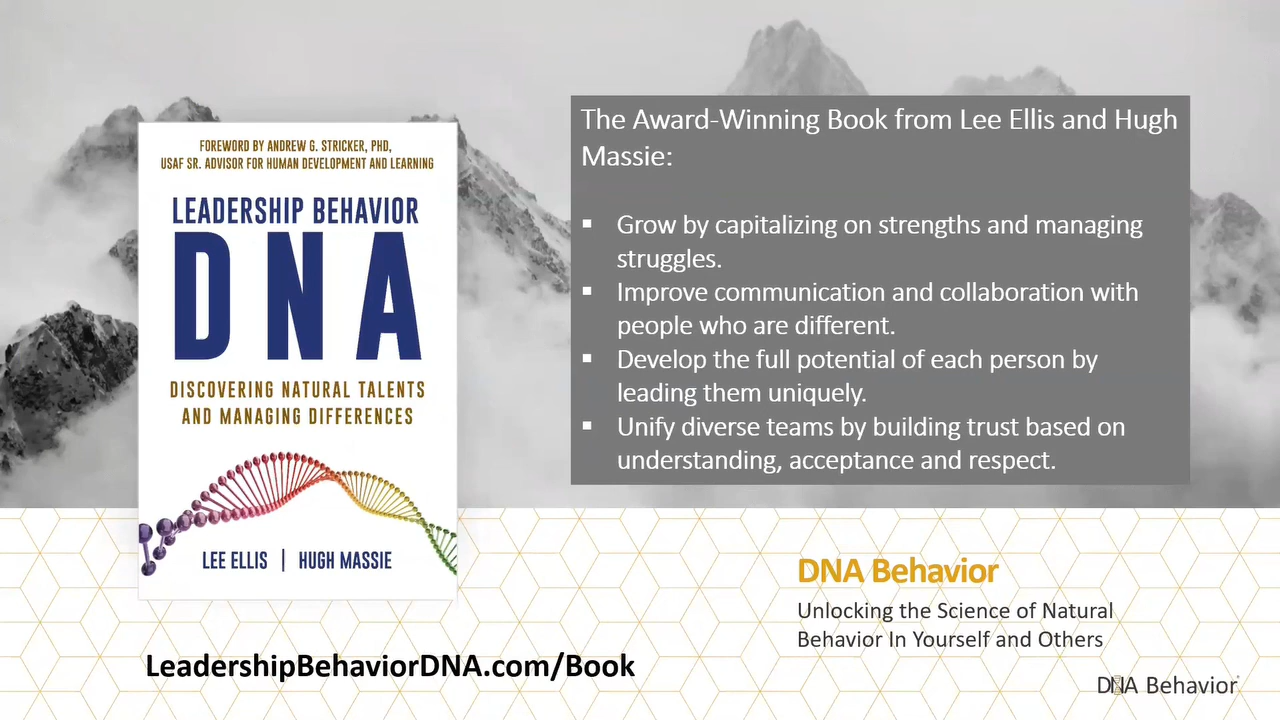 FOREWORD BY ANDREW G. STRICKER, PHD,
USAF SR. ADVISOR FOR HUMAN DEVELOPMENT AND LEARNING
LEADERSHIP BEHAVIOR
DNA
DISCOVERING NATURAL TALENTS
AND MANAGING DIFFERENCES
LEE ELLIS | HUGH MASSIE
LeadershipBehaviorDNA.com/Book
The Award-Winning Book from Lee Ellis and Hugh
Massie:
▪ Grow by capitalizing on strengths and managing
struggles.
▪ Improve communication and collaboration with
people who are different.
▪ Develop the full potential of each person by
leading them uniquely.
▪ Unify diverse teams by building trust based on
understanding, acceptance and respect.
DNA Behavior
Unlocking the Science of Natural
Behavior In Yourself and Others
DNA Behavior